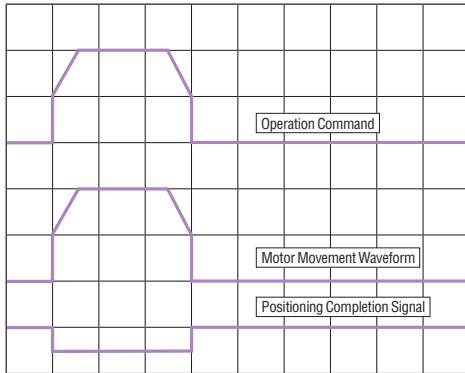 Operation Command
Motor Movement Waveform
Positioning Completion Signal